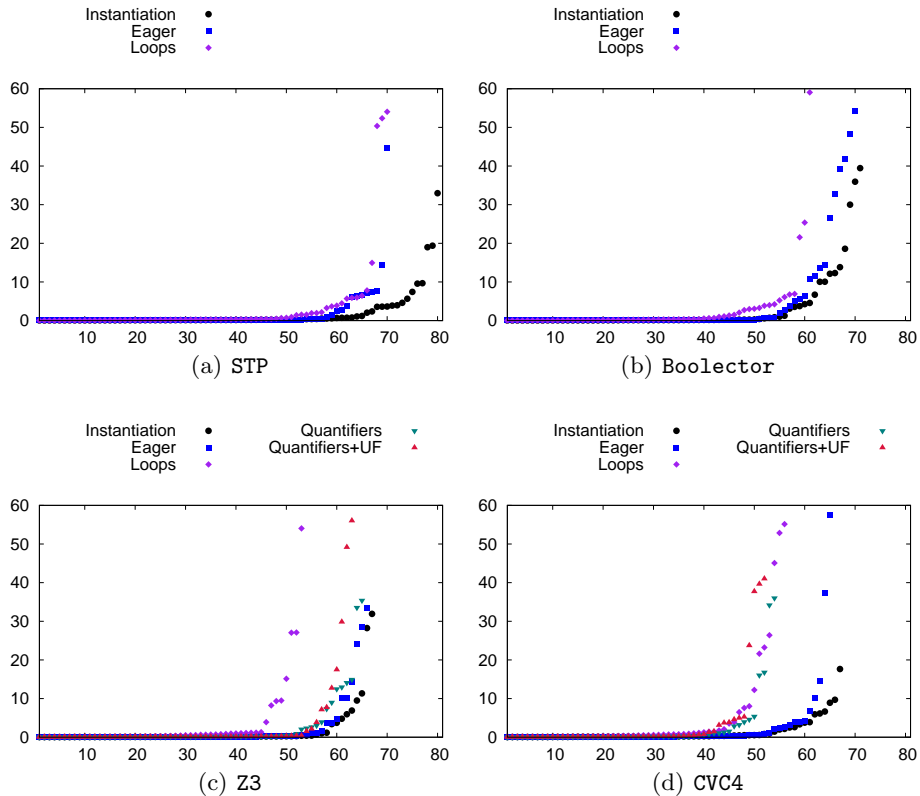 Instantiation
Eager
Loops
60
50
40
30
20
10
0
10 20 30 40 50 60 70 80
(a) STP
Instantiation
Eager
Loops
60
50
40
30
20
10
0
10 20 30 40 50 60 70 80
(b) Boolector
Instantiation Quantifiers
Eager Quantifiers+UF
Loops
60
50
40
30
20
10
0
10 20 30 40 50 60 70 80
(c) Z3
Instantiation Quantifiers
Eager Quantifiers+UF
Loops
60
50
40
30
20
10
0
10 20 30 40 50 60 70 80
(d) CVC4